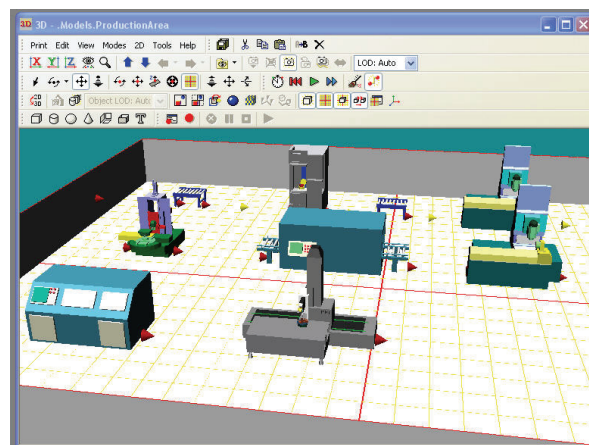 3D - .Models.ProductionArea
Print Edit View Modes 2D Tools Help
X Y Z LOD: Auto
Object LOD: Auto